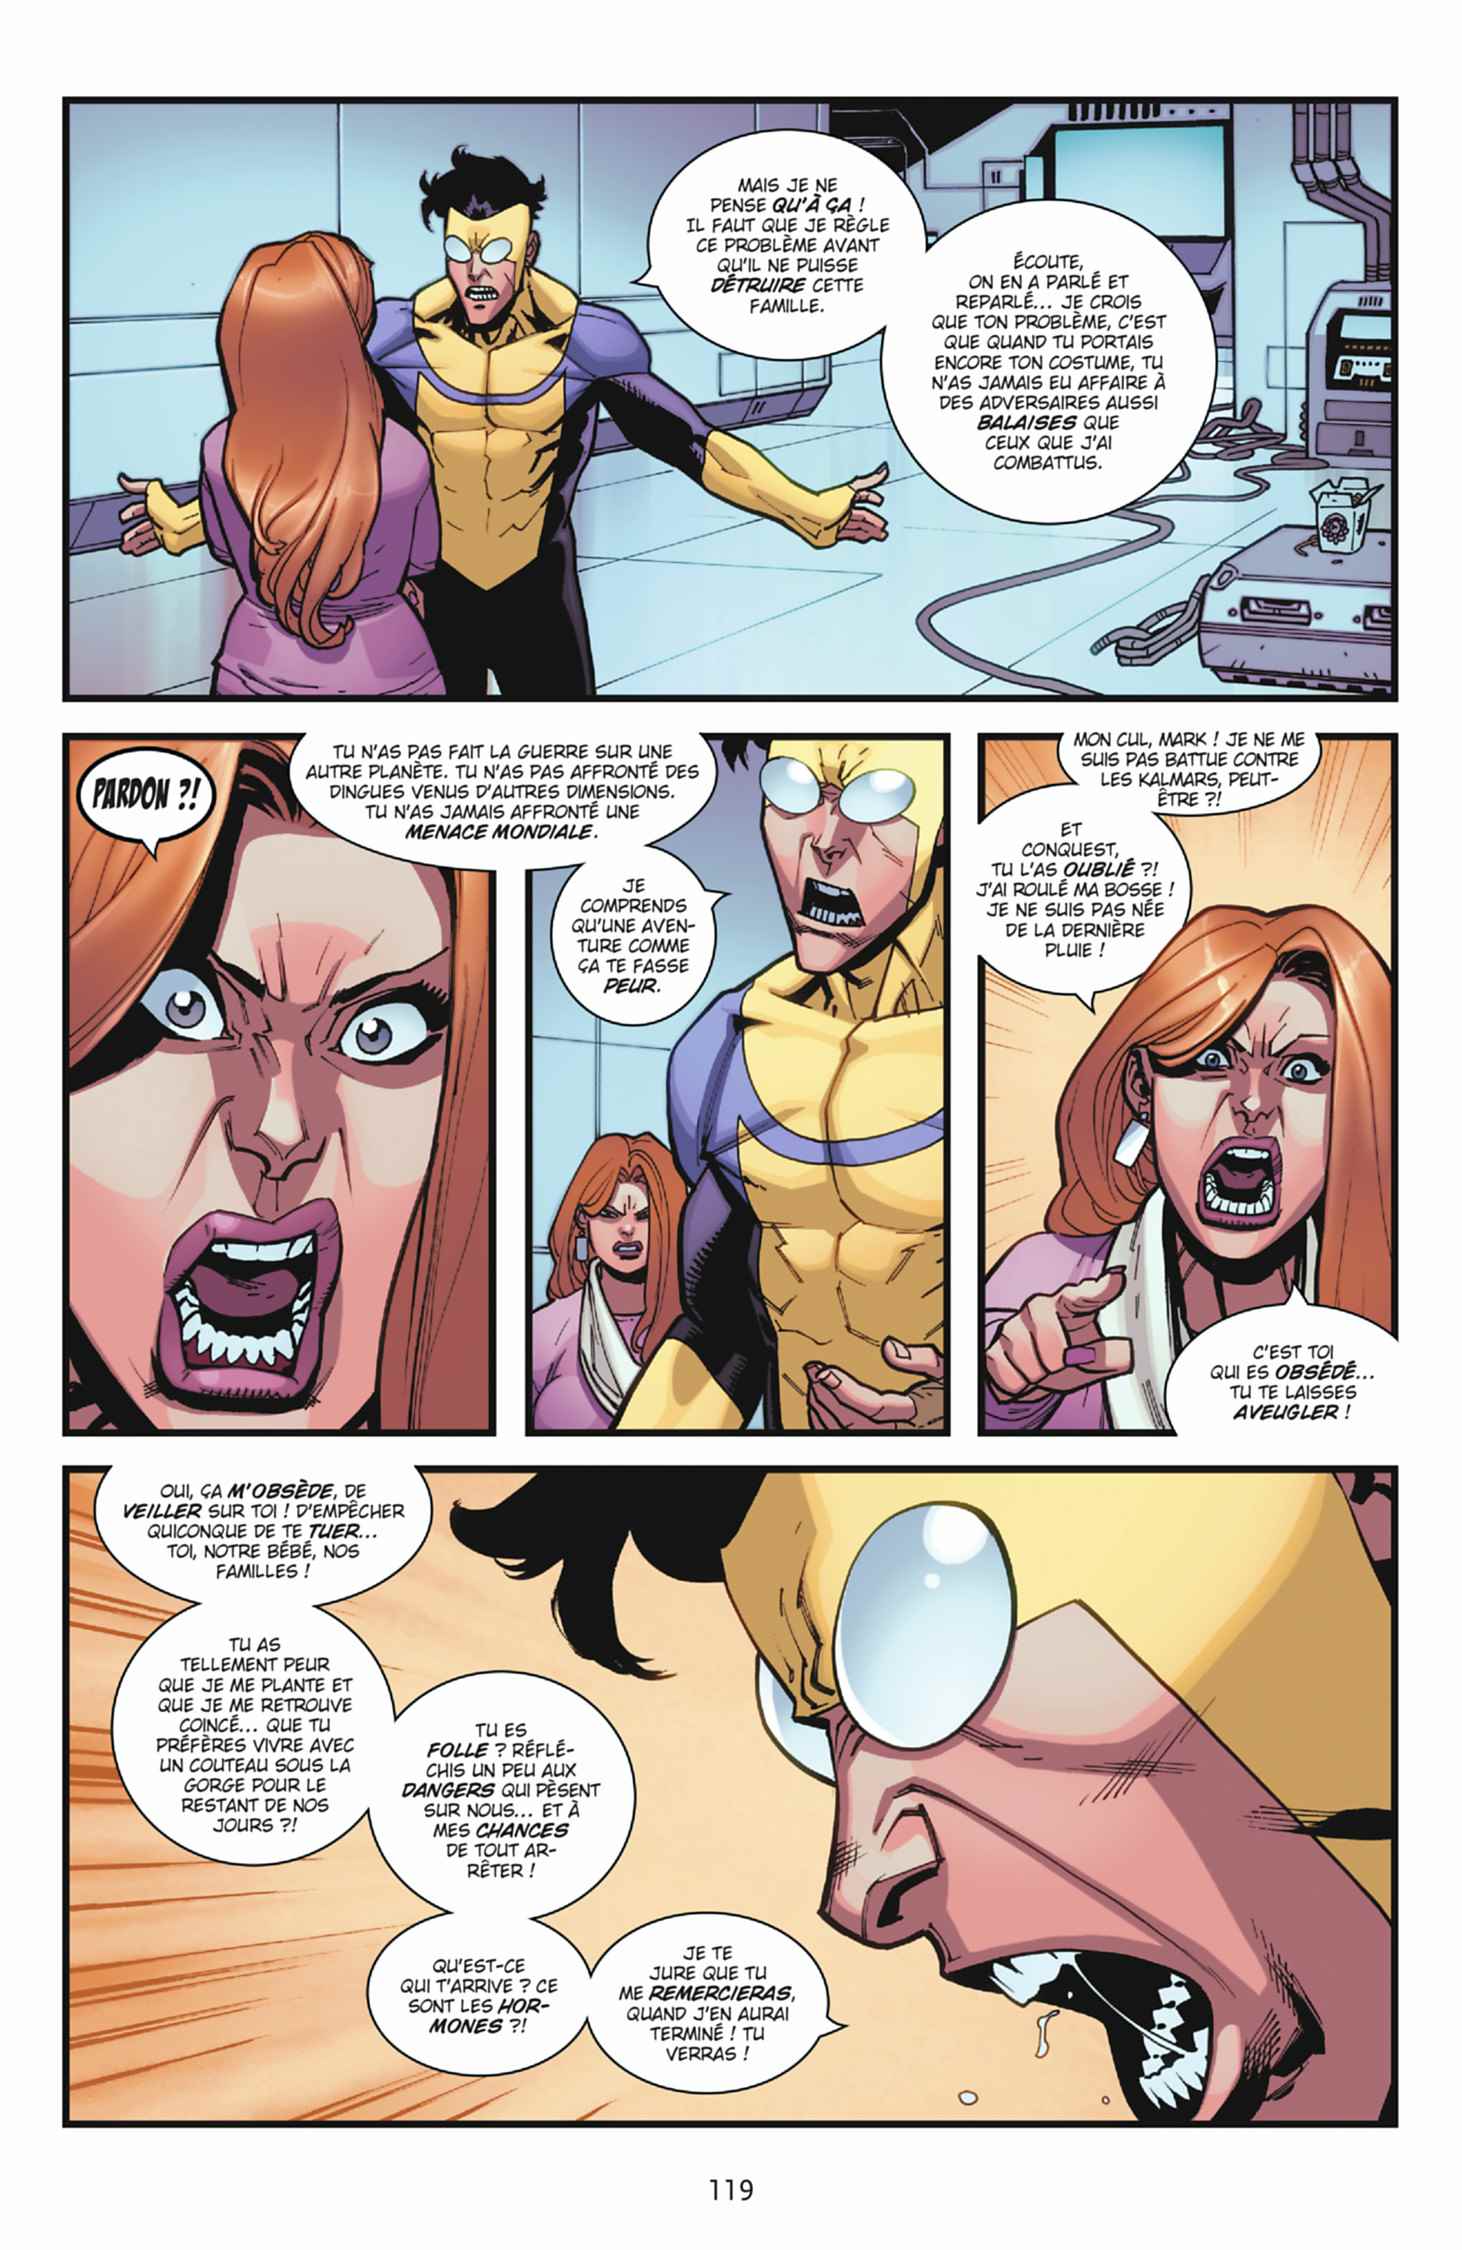 MAIS JE NE
PENSE QU'À ÇA !
IL FAUT QUE JE RÈGLE
CE PROBLÈME AVANT
QU'IL NE PUISSE
DÉTRUIRE CETTE
FAMILLE.
ÉCOUTE,
ON EN A PARLÉ ET
REPARLÉ... JE CROIS
QUE TON PROBLÈME, C'EST
QUE QUAND TU PORTAIS
ENCORE TON COSTUME, TU
N'AS JAMAIS EU AFFAIRE À
DES ADVERSAIRES AUSSI
BALAISES QUE
CEUX QUE J'AI
COMBATTUS.
PARDON ?!
TU N'AS PAS FAIT LA GUERRE SUR UNE
AUTRE PLANÈTE. TU N'AS PAS AFFRONTÉ DES
DINGUES VENUS D'AUTRES DIMENSIONS.
TU N'AS JAMAIS AFFRONTÉ UNE
MENACE MONDIALE.
JE
COMPRENDS
QU'UNE AVEN-
TURE COMME
ÇA TE FASSE
PEUR.
MON CUL, MARK ! JE NE ME
SUIS PAS BATTUE CONTRE
LES KALMARS, PEUT-
ÊTRE ?!
ET
CONQUEST,
TU L'AS OUBLIÉ ?!
J'AI ROULÉ MA BOSSE !
JE NE SUIS PAS NÉE
DE LA DERNIÈRE
PLUIE !
C'EST TOI
QUI ES OBSÉDÉ...
TU TE LAISSES
AVEUGLER !
OUI, ÇA M'OBSÈDE, DE
VEILLER SUR TOI ! D'EMPÊCHER
QUICONQUE DE TE TUER...
TOI, NOTRE BÉBÉ, NOS
FAMILLES !
TU AS
TELLEMENT PEUR
QUE JE ME PLANTE ET
QUE JE ME RETROUVE
COINCÉ... QUE TU
PRÉFÈRES VIVRE AVEC
UN COUTEAU SOUS LA
GORGE POUR LE
RESTANT DE NOS
JOURS ?!
TU ES
FOLLE ? RÉFLÉ-
CHIS UN PEU AUX
DANGERS QUI PÈSENT
SUR NOUS... ET À
MES CHANCES
DE TOUT AR-
RÊTER !
QU'EST-CE
QUI T'ARRIVE ? CE
SONT LES HOR-
MONES ?!
JE TE
JURE QUE TU
ME REMERCIERAS,
QUAND J'EN AURAI
TERMINÉ ! TU
VERRAS !
119